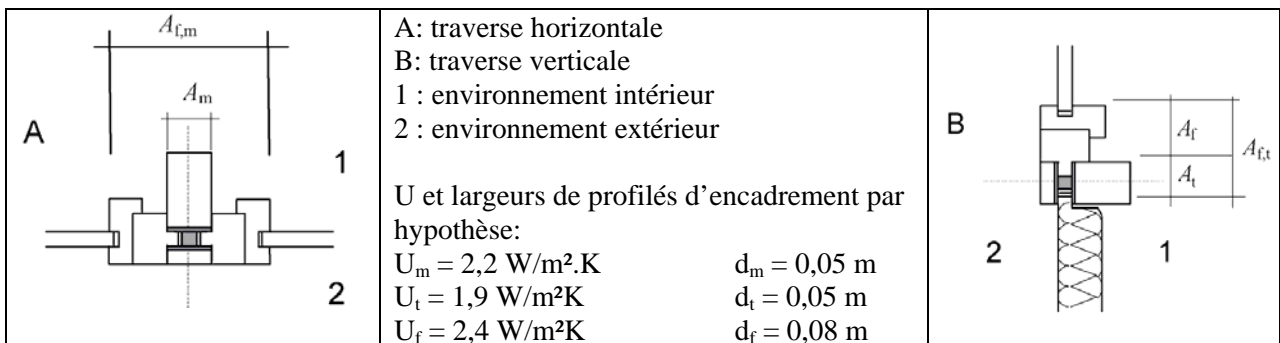 A
A_f,m
A_m
1
2
A: traverse horizontale
B: traverse verticale
1 : environnement intérieur
2 : environnement extérieur
U et largeurs de profilés d'encadrement par
hypothèse:
U_m = 2,2 W/m².K d_m = 0,05 m
U_t = 1,9 W/m²K d_t = 0,05 m
U_f = 2,4 W/m²K d_f = 0,08 m
B
A_f
A_f,t
A_t
2
1